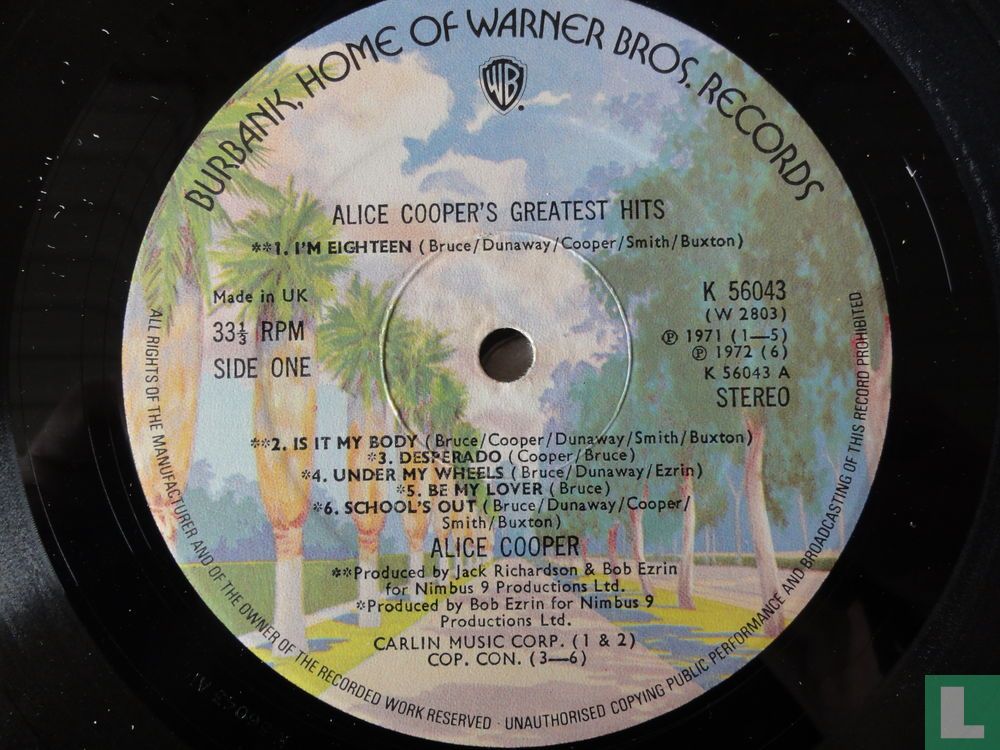 BURBANK, HOME OF WARNER BROS. RECORDS
WB
ALICE COOPER'S GREATEST HITS
**1. I'M EIGHTEEN (Bruce/Dunaway/Cooper/Smith/Buxton)
Made in UK
33⅓ RPM
SIDE ONE
K 56043
(W 2803)
Ⓟ 1971 (1—5)
Ⓟ 1972 (6)
K 56043 A
STEREO
**2. IS IT MY BODY (Bruce/Cooper/Dunaway/Smith/Buxton)
*3. DESPERADO (Cooper/Bruce)
*4. UNDER MY WHEELS (Bruce/Dunaway/Ezrin)
*5. BE MY LOVER (Bruce)
*6. SCHOOL'S OUT (Bruce/Dunaway/Cooper/
Smith/Buxton)
ALICE COOPER
**Produced by Jack Richardson & Bob Ezrin
for Nimbus 9 Productions Ltd.
*Produced by Bob Ezrin for Nimbus 9
Productions Ltd.
CARLIN MUSIC CORP. (1 & 2)
COP. CON. (3—6)
ALL RIGHTS OF THE MANUFACTURER AND OF THE OWNER OF THE RECORDED WORK RESERVED · UNAUTHORISED COPYING PUBLIC PERFORMANCE AND BROADCASTING OF THIS RECORD PROHIBITED
L